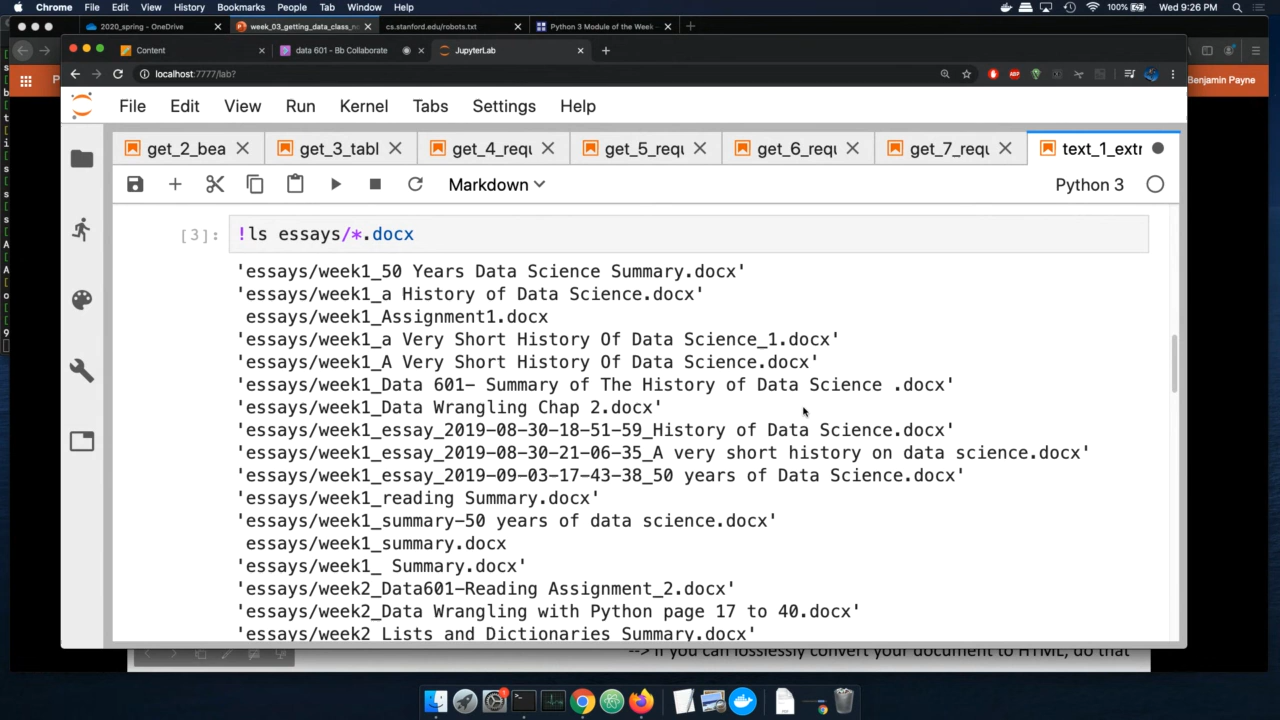 Chrome File Edit View History Bookmarks People Tab Window Help 100% Wed 9:26 PM
2020_spring - OneDrive week_03_getting_data_class_n cs.stanford.edu/robots.txt Python 3 Module of the Week
Content data 601 - Bb Collaborate JupyterLab
localhost:7777/lab?
Benjamin Payne
File Edit View Run Kernel Tabs Settings Help
get_2_bea get_3_tabl get_4_requ get_5_requ get_6_requ get_7_requ text_1_extr
Markdown Python 3
[3]: !ls essays/*.docx
'essays/week1_50 Years Data Science Summary.docx'
'essays/week1_a History of Data Science.docx'
essays/week1_Assignment1.docx
'essays/week1_a Very Short History Of Data Science_1.docx'
'essays/week1_A Very Short History Of Data Science.docx'
'essays/week1_Data 601- Summary of The History of Data Science .docx'
'essays/week1_Data Wrangling Chap 2.docx'
'essays/week1_essay_2019-08-30-18-51-59_History of Data Science.docx'
'essays/week1_essay_2019-08-30-21-06-35_A very short history on data science.docx'
'essays/week1_essay_2019-09-03-17-43-38_50 years of Data Science.docx'
'essays/week1_reading Summary.docx'
'essays/week1_summary-50 years of data science.docx'
essays/week1_summary.docx
'essays/week1_ Summary.docx'
'essays/week2_Data601-Reading Assignment_2.docx'
'essays/week2_Data Wrangling with Python page 17 to 40.docx'
'essays/week2 Lists and Dictionaries Summary.docx'
--> If you can losslessly convert your document to HTML, do that